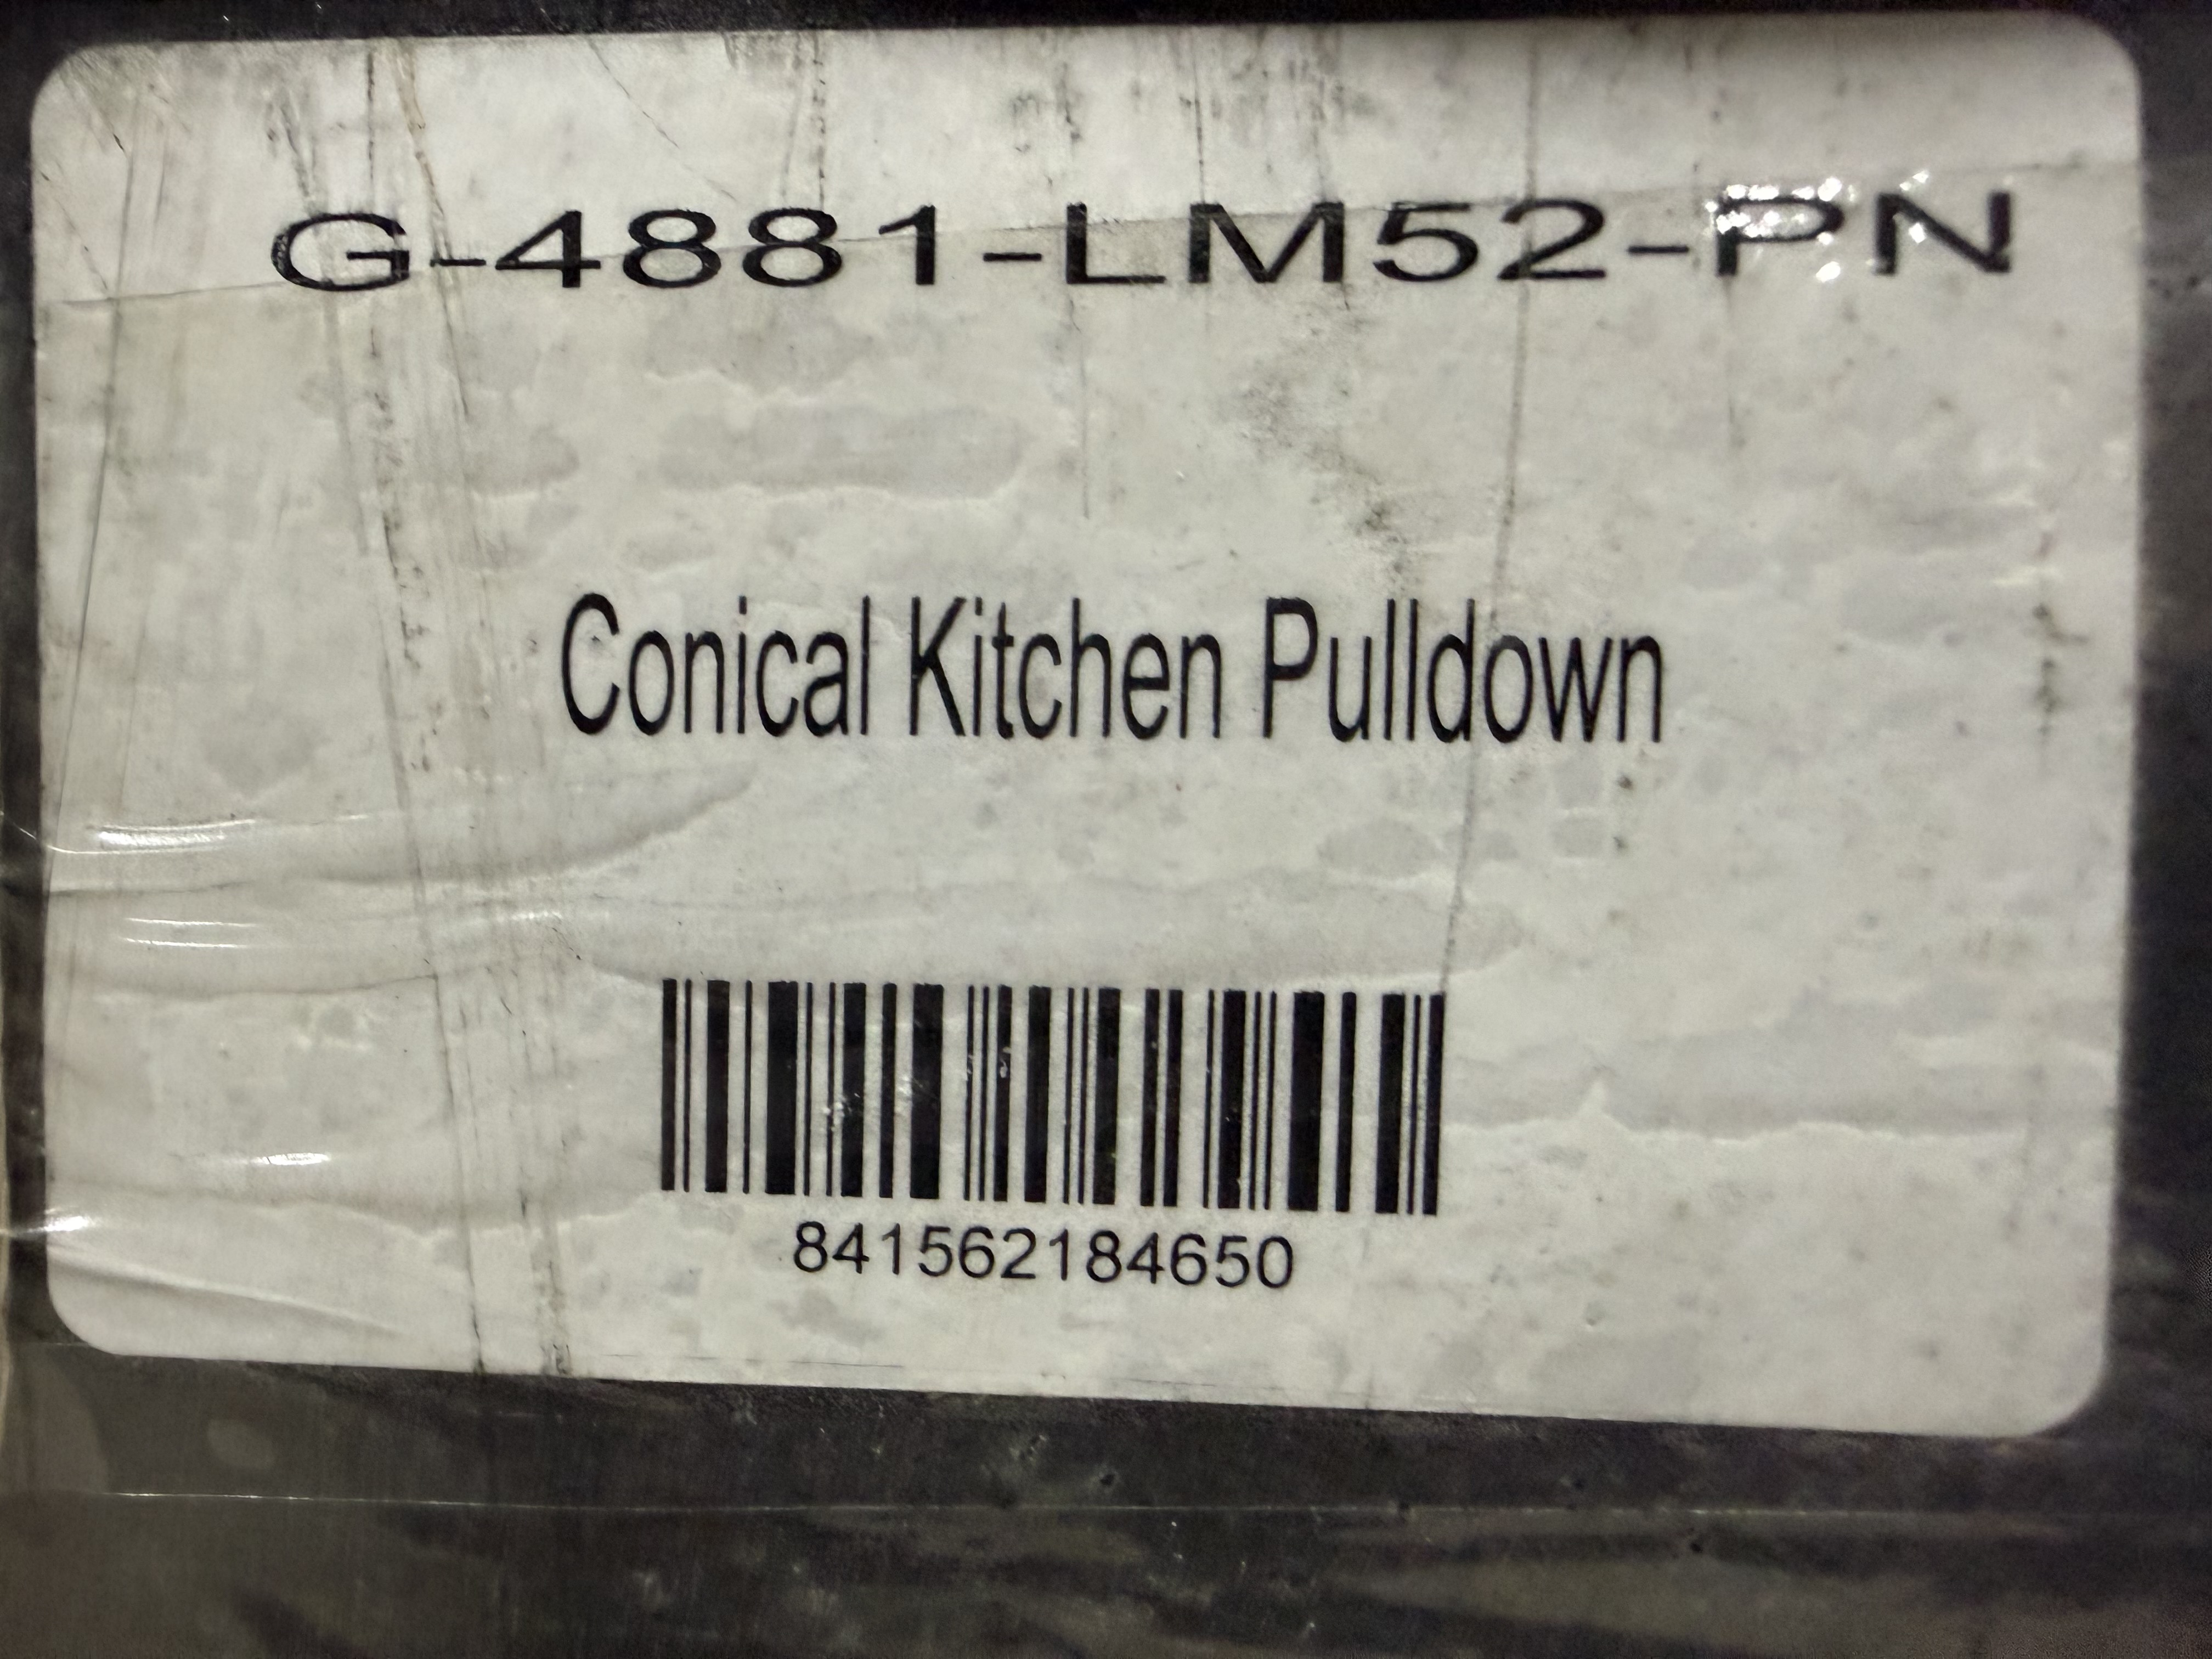 G-4881-LM52-PN
Conical Kitchen Pulldown
841562184650